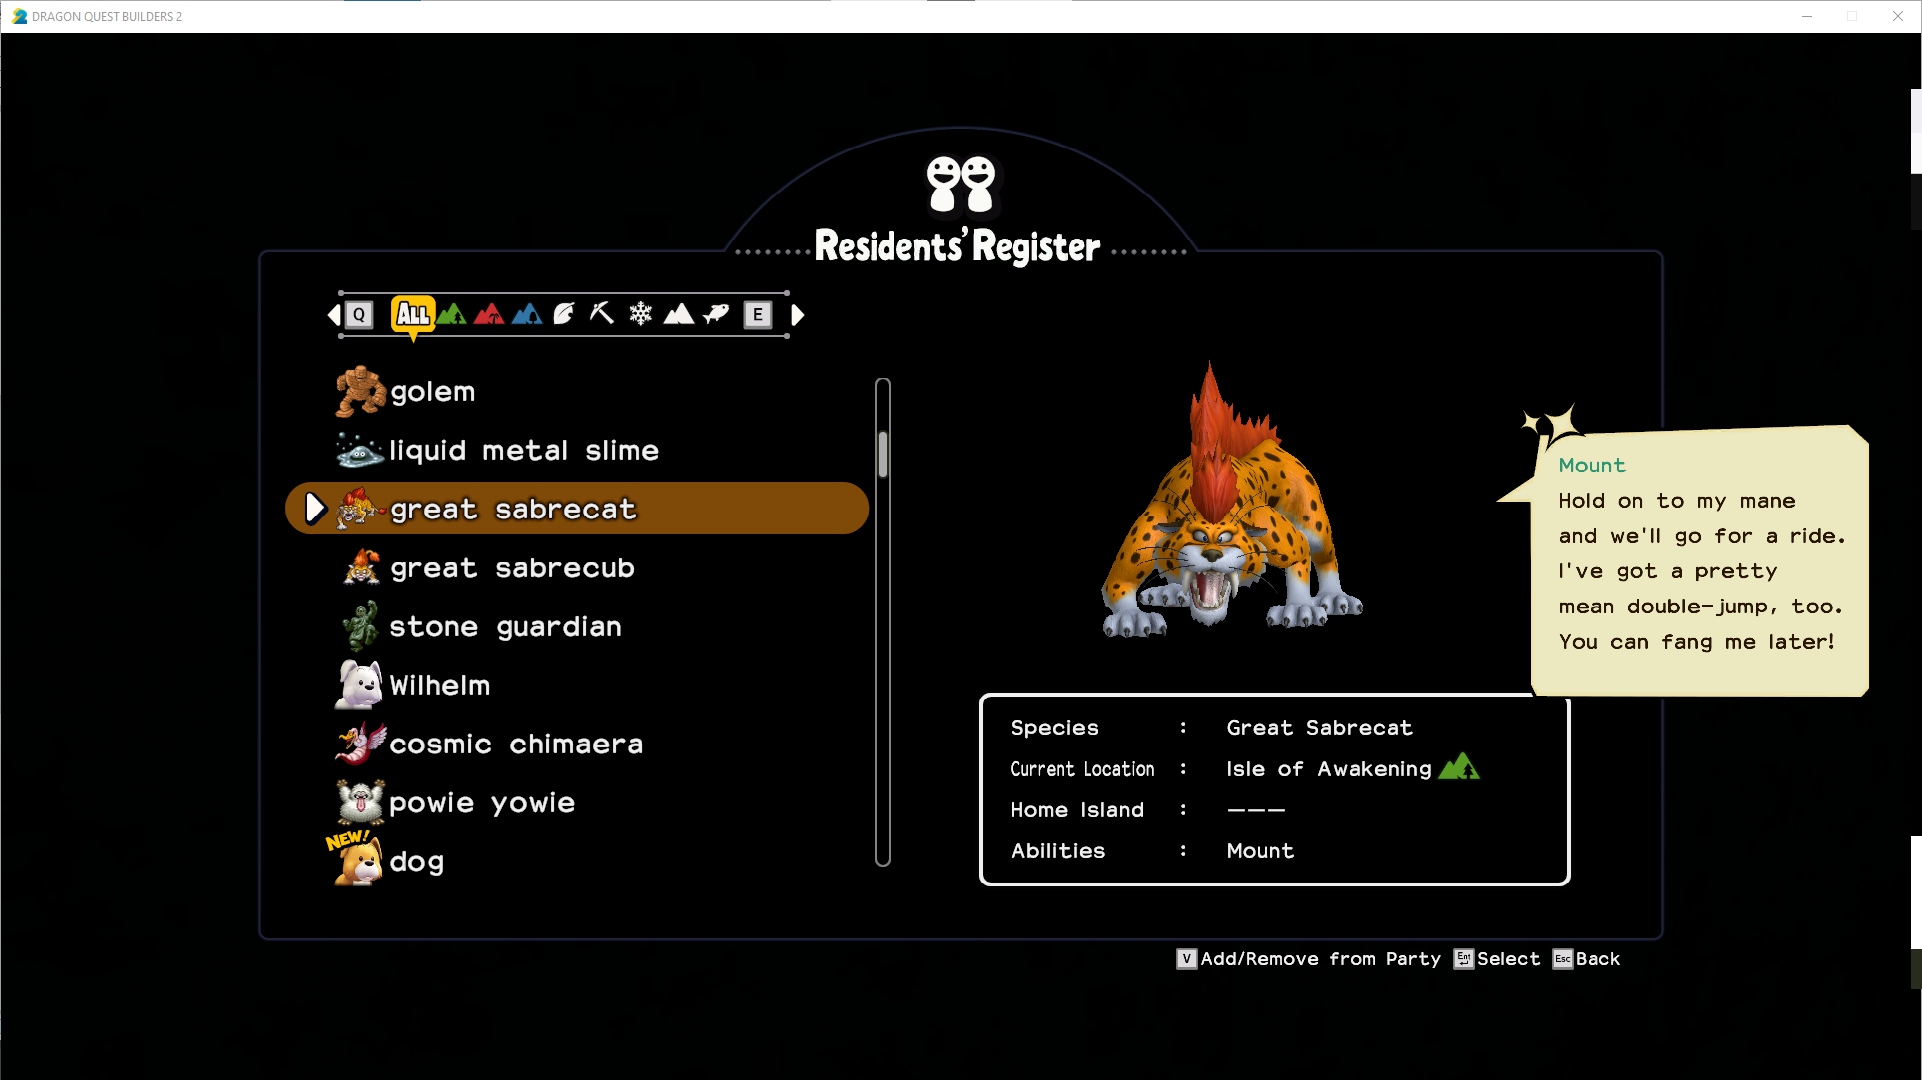 DRAGON QUEST BUILDERS 2
Residents' Register
Q ALL E
golem
liquid metal slime
great sabrecat
great sabrecub
stone guardian
Wilhelm
cosmic chimaera
powie yowie
NEW!
dog
Mount
Hold on to my mane
and we'll go for a ride.
I've got a pretty
mean double-jump, too.
You can fang me later!
Species : Great Sabrecat
Current Location : Isle of Awakening
Home Island : ———
Abilities : Mount
V Add/Remove from Party Ent Select Esc Back